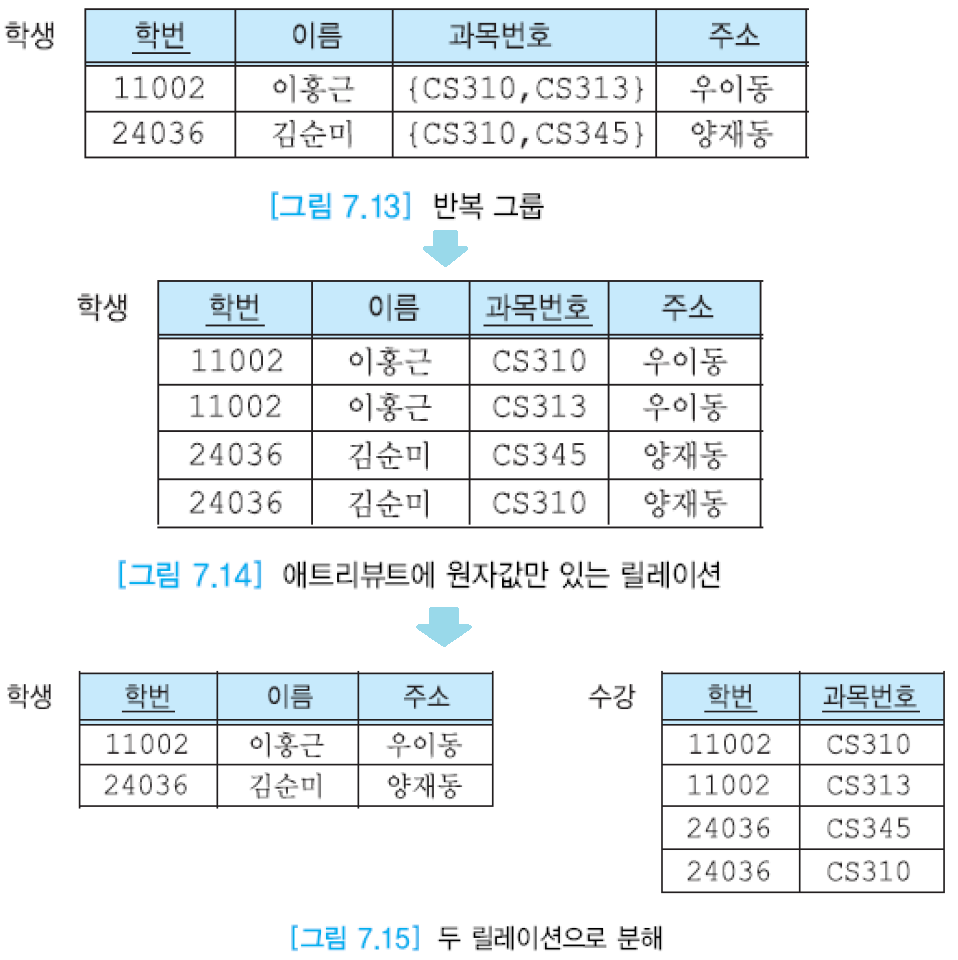 학생 학번 이름 과목번호 주소
11002 이홍근 {CS310,CS313} 우이동
24036 김순미 {CS310,CS345} 양재동
[그림 7.13] 반복 그룹
학생 학번 이름 과목번호 주소
11002 이홍근 CS310 우이동
11002 이홍근 CS313 우이동
24036 김순미 CS345 양재동
24036 김순미 CS310 양재동
[그림 7.14] 애트리뷰트에 원자값만 있는 릴레이션
학생 학번 이름 주소
11002 이홍근 우이동
24036 김순미 양재동
수강 학번 과목번호
11002 CS310
11002 CS313
24036 CS345
24036 CS310
[그림 7.15] 두 릴레이션으로 분해